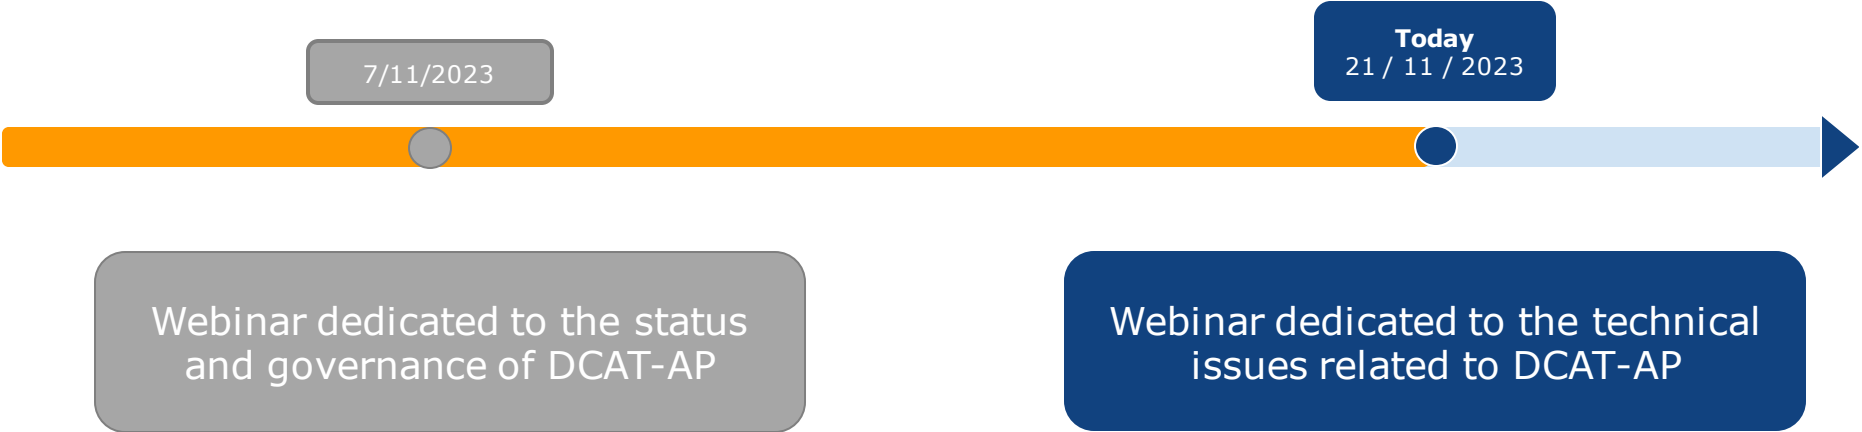 7/11/2023
Today
21 / 11 / 2023
Webinar dedicated to the status
and governance of DCAT-AP
Webinar dedicated to the technical
issues related to DCAT-AP